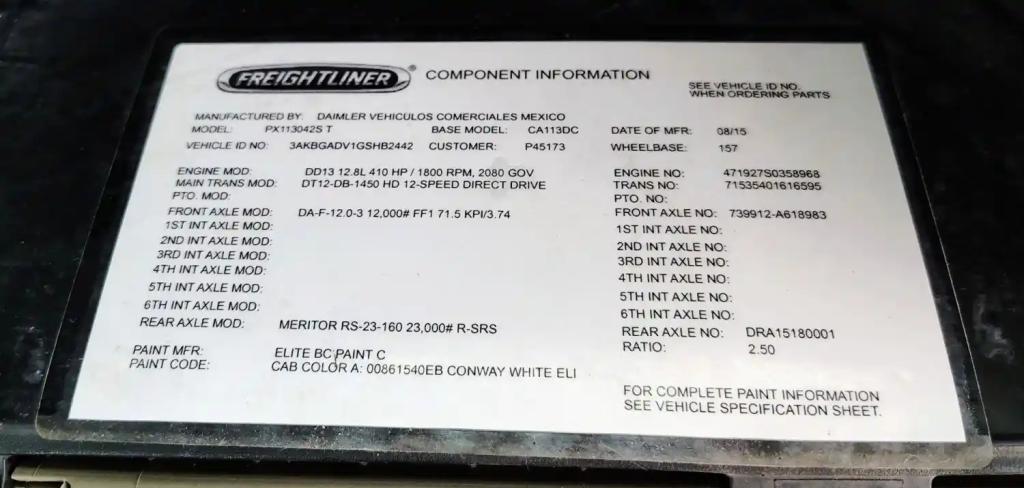 FREIGHTLINER ® COMPONENT INFORMATION
SEE VEHICLE ID NO.
WHEN ORDERING PARTS
MANUFACTURED BY: DAIMLER VEHICULOS COMERCIALES MEXICO
MODEL: PX113042S T BASE MODEL: CA113DC DATE OF MFR: 08/15
VEHICLE ID NO: 3AKBGADV1GSHB2442 CUSTOMER: P45173 WHEELBASE: 157
ENGINE MOD: DD13 12.8L 410 HP / 1800 RPM, 2080 GOV ENGINE NO: 471927S0358968
MAIN TRANS MOD: DT12-DB-1450 HD 12-SPEED DIRECT DRIVE TRANS NO: 71535401616595
PTO. MOD: PTO. NO:
FRONT AXLE MOD: DA-F-12.0-3 12,000# FF1 71.5 KPI/3.74 FRONT AXLE NO: 739912-A618983
1ST INT AXLE MOD: 1ST INT AXLE NO:
2ND INT AXLE MOD: 2ND INT AXLE NO:
3RD INT AXLE MOD: 3RD INT AXLE NO:
4TH INT AXLE MOD: 4TH INT AXLE NO:
5TH INT AXLE MOD: 5TH INT AXLE NO:
6TH INT AXLE MOD: 6TH INT AXLE NO:
REAR AXLE MOD: MERITOR RS-23-160 23,000# R-SRS REAR AXLE NO: DRA15180001
RATIO: 2.50
PAINT MFR: ELITE BC PAINT C
PAINT CODE: CAB COLOR A: 00861540EB CONWAY WHITE ELI
FOR COMPLETE PAINT INFORMATION
SEE VEHICLE SPECIFICATION SHEET.